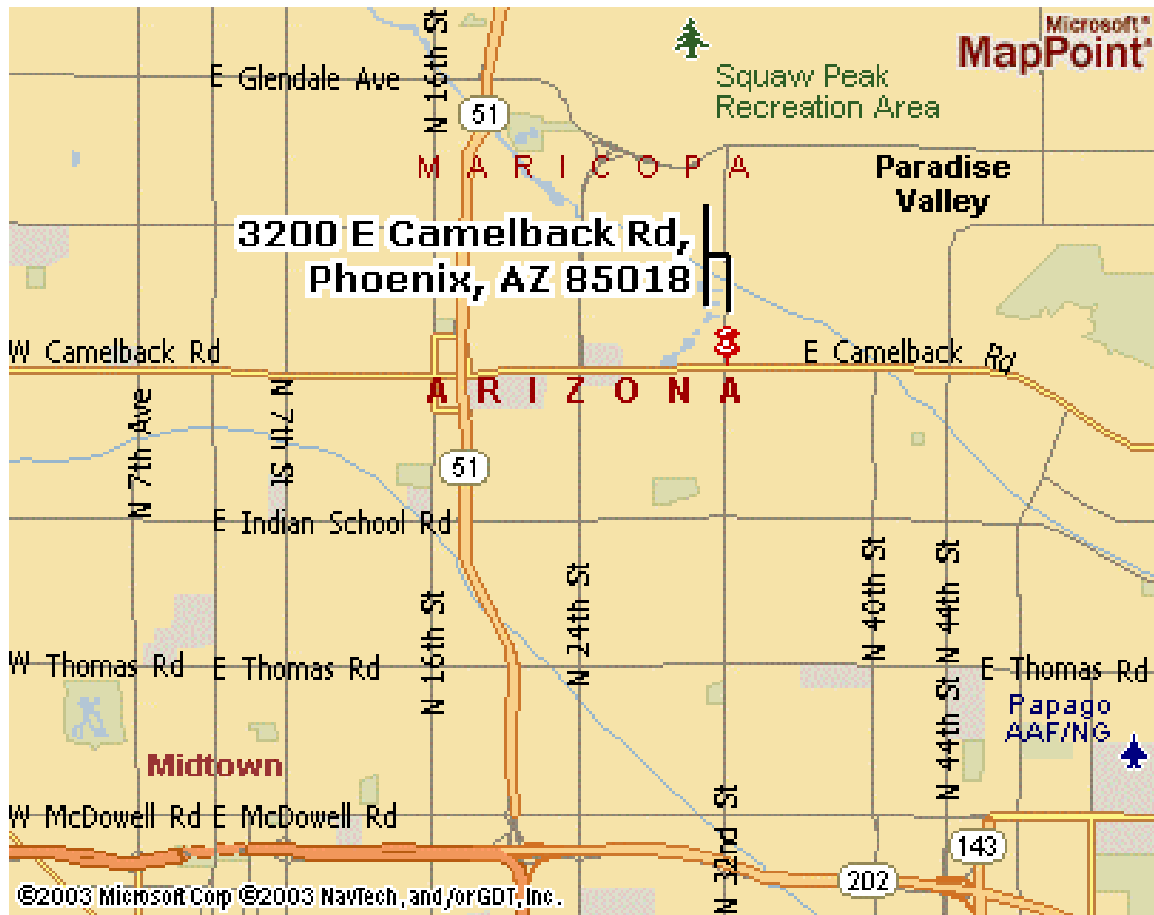 Microsoft®
MapPoint®
N 16th St
E Glendale Ave
51
Squaw Peak
Recreation Area
MARICOPA
Paradise
Valley
3200 E Camelback Rd,
Phoenix, AZ 85018
W Camelback Rd
E Camelback Rd
ARIZONA
N 7th Ave
N 7th St
51
E Indian School Rd
N 16th St
N 24th St
N 40th St
N 44th St
N 44th St
W Thomas Rd
E Thomas Rd
E Thomas Rd
Papago
AAF/NG
Midtown
N 32nd St
W McDowell Rd
E McDowell Rd
143
202
©2003 Microsoft Corp ©2003 NavTech, and/or GDT, Inc.